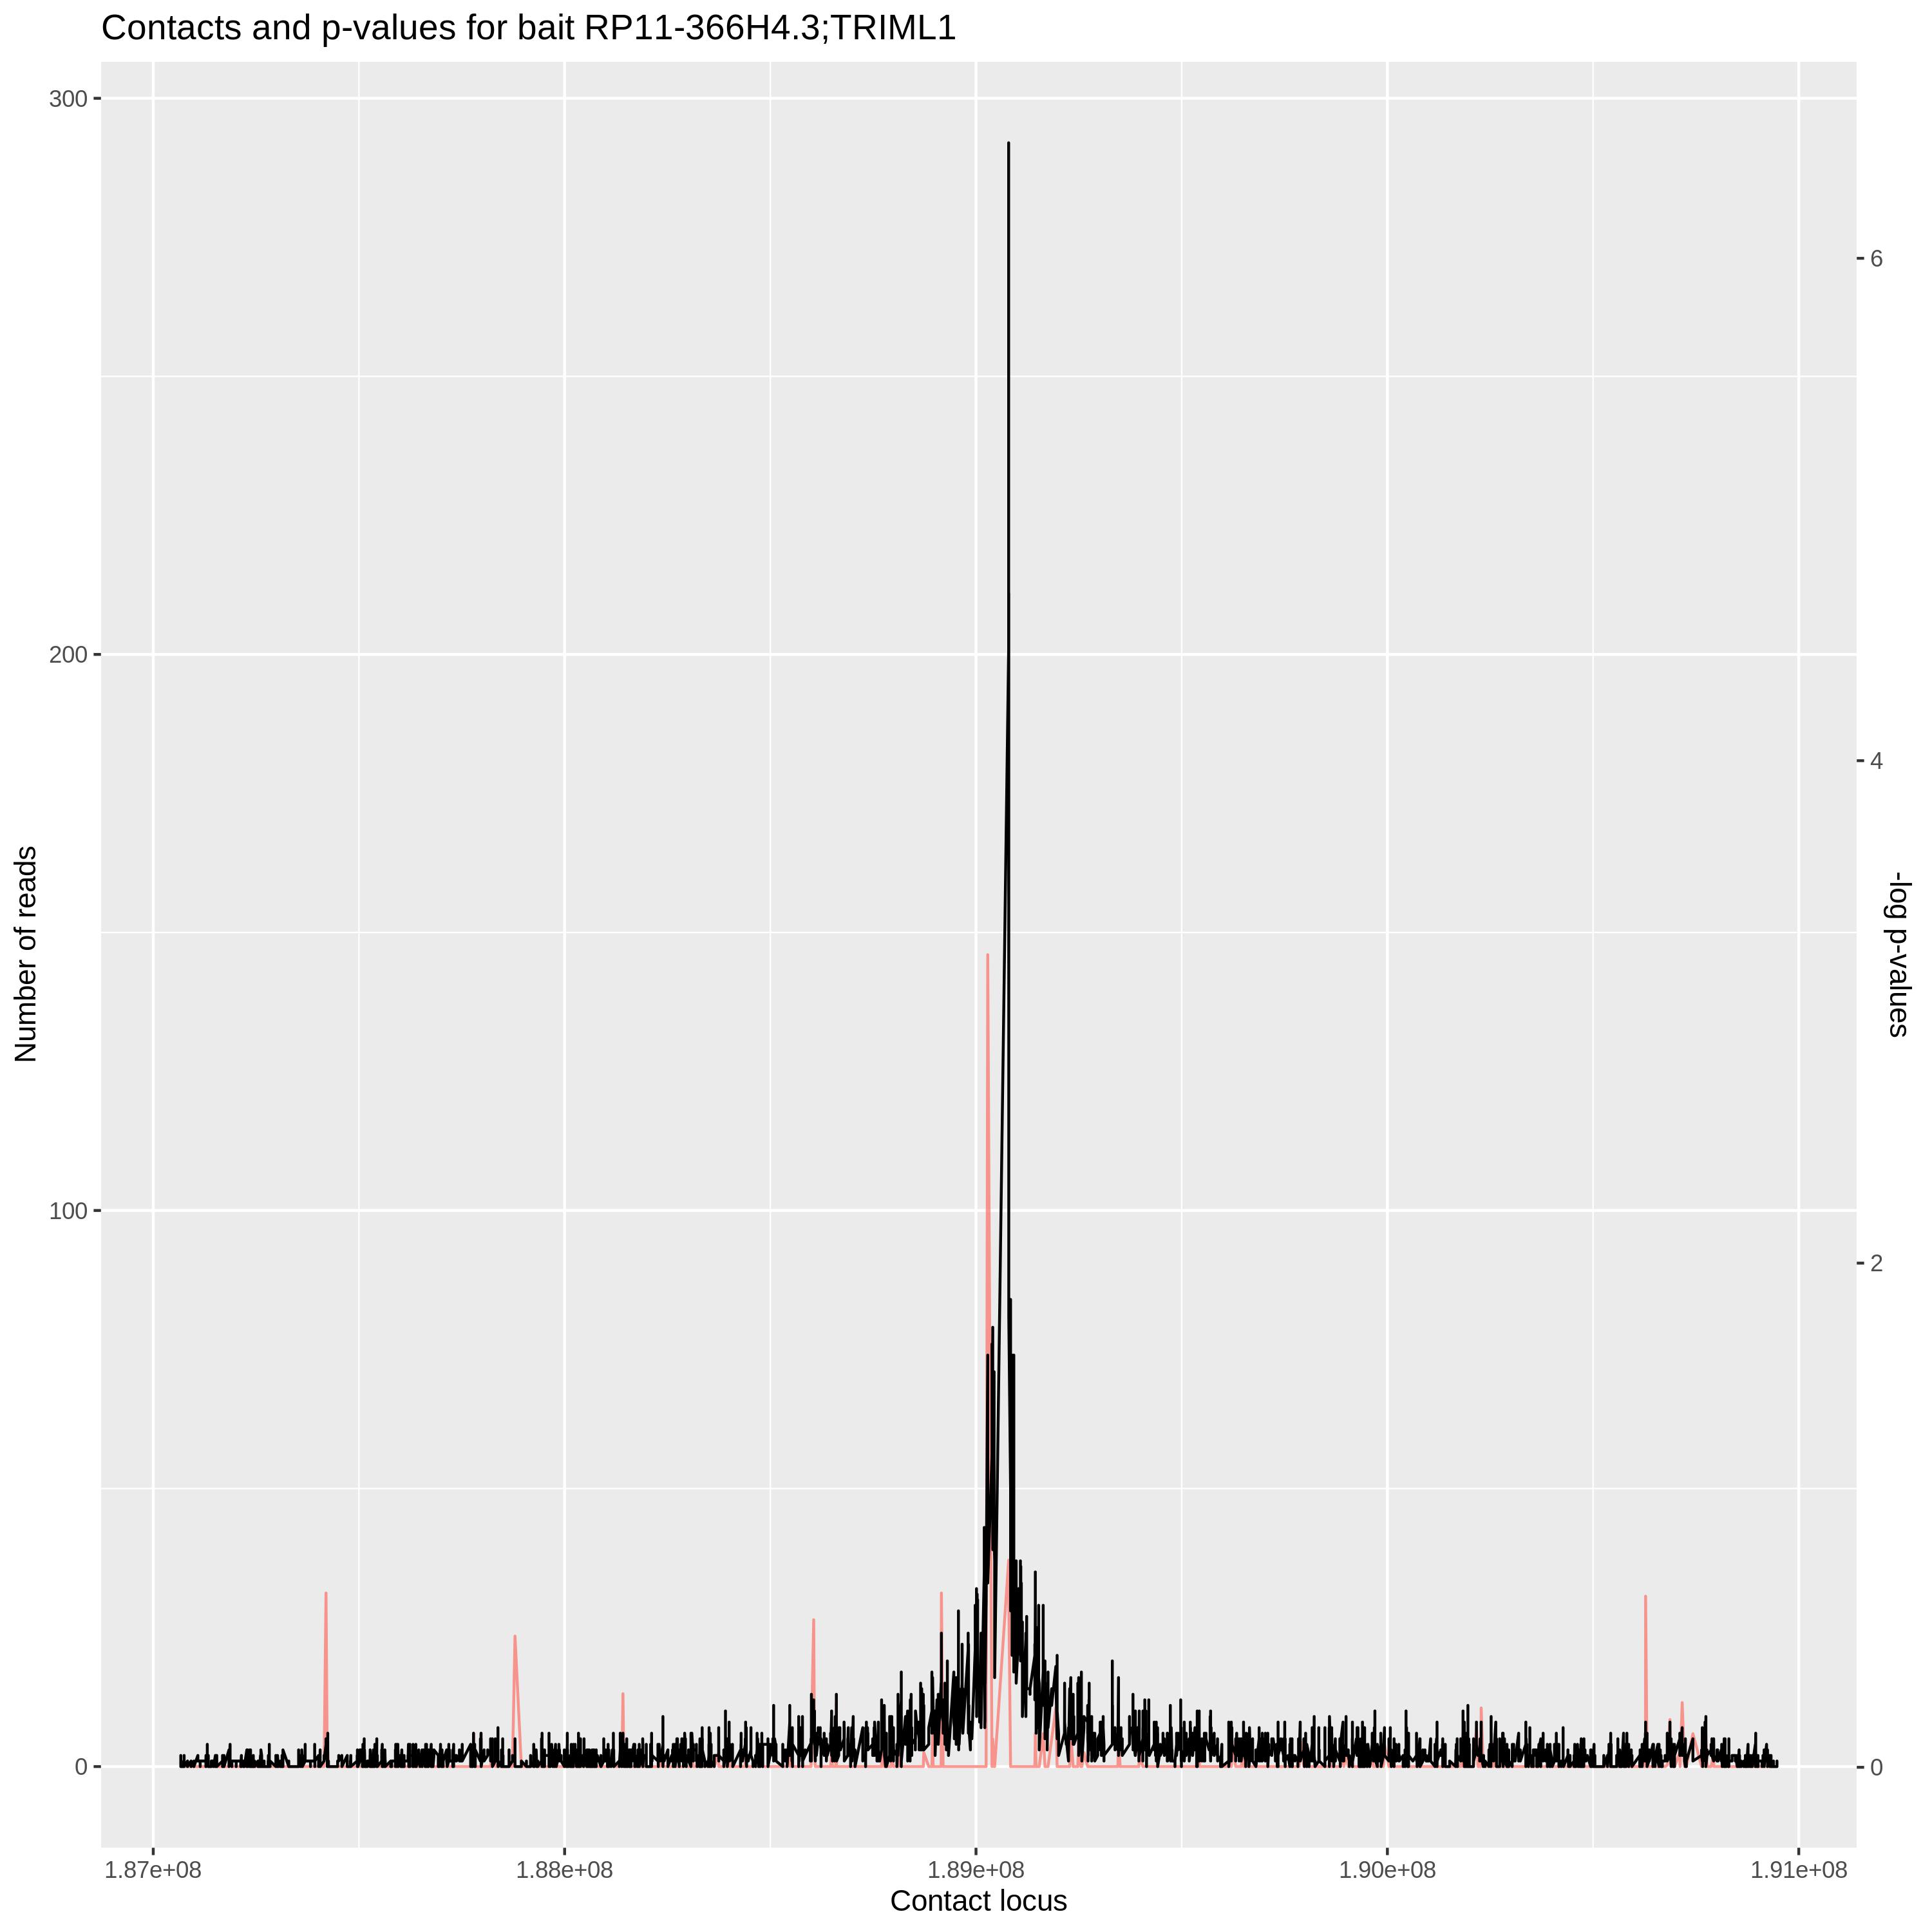 Contacts and p-values for bait RP11-366H4.3;TRIML1
300
200
100
0
Number of reads
6
4
2
0
-log p-values
1.87e+08 1.88e+08 1.89e+08 1.90e+08 1.91e+08
Contact locus